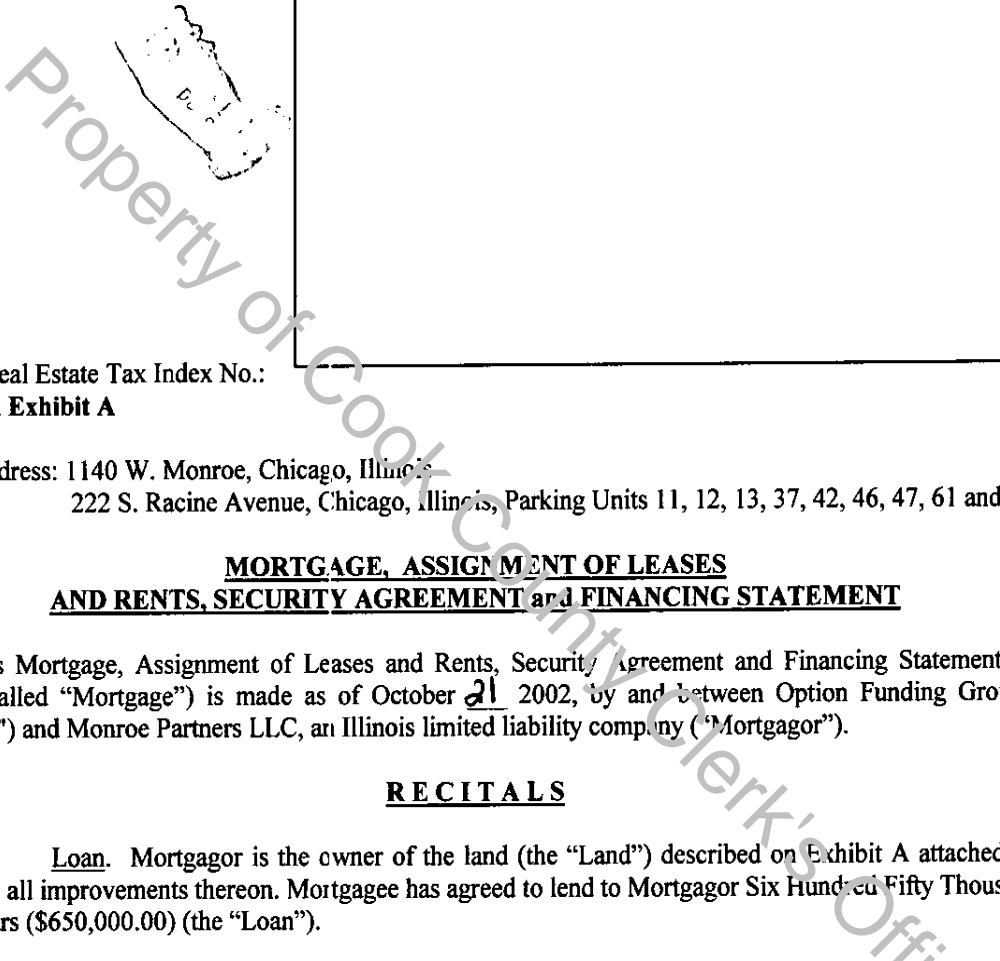 eal Estate Tax Index No.:
Exhibit A
dress: 1140 W. Monroe, Chicago, Illinois
222 S. Racine Avenue, Chicago, Illinois, Parking Units 11, 12, 13, 37, 42, 46, 47, 61 and
MORTGAGE, ASSIGNMENT OF LEASES
AND RENTS, SECURITY AGREEMENT and FINANCING STATEMENT
s Mortgage, Assignment of Leases and Rents, Security Agreement and Financing Statement
alled “Mortgage”) is made as of October 21 2002, by and between Option Funding Gro
”) and Monroe Partners LLC, an Illinois limited liability company (“Mortgagor”).
RECITALS
Loan. Mortgagor is the owner of the land (the “Land”) described on Exhibit A attached
all improvements thereon. Mortgagee has agreed to lend to Mortgagor Six Hundred Fifty Thous
rs ($650,000.00) (the “Loan”).
Property of Cook County Clerk's Offi